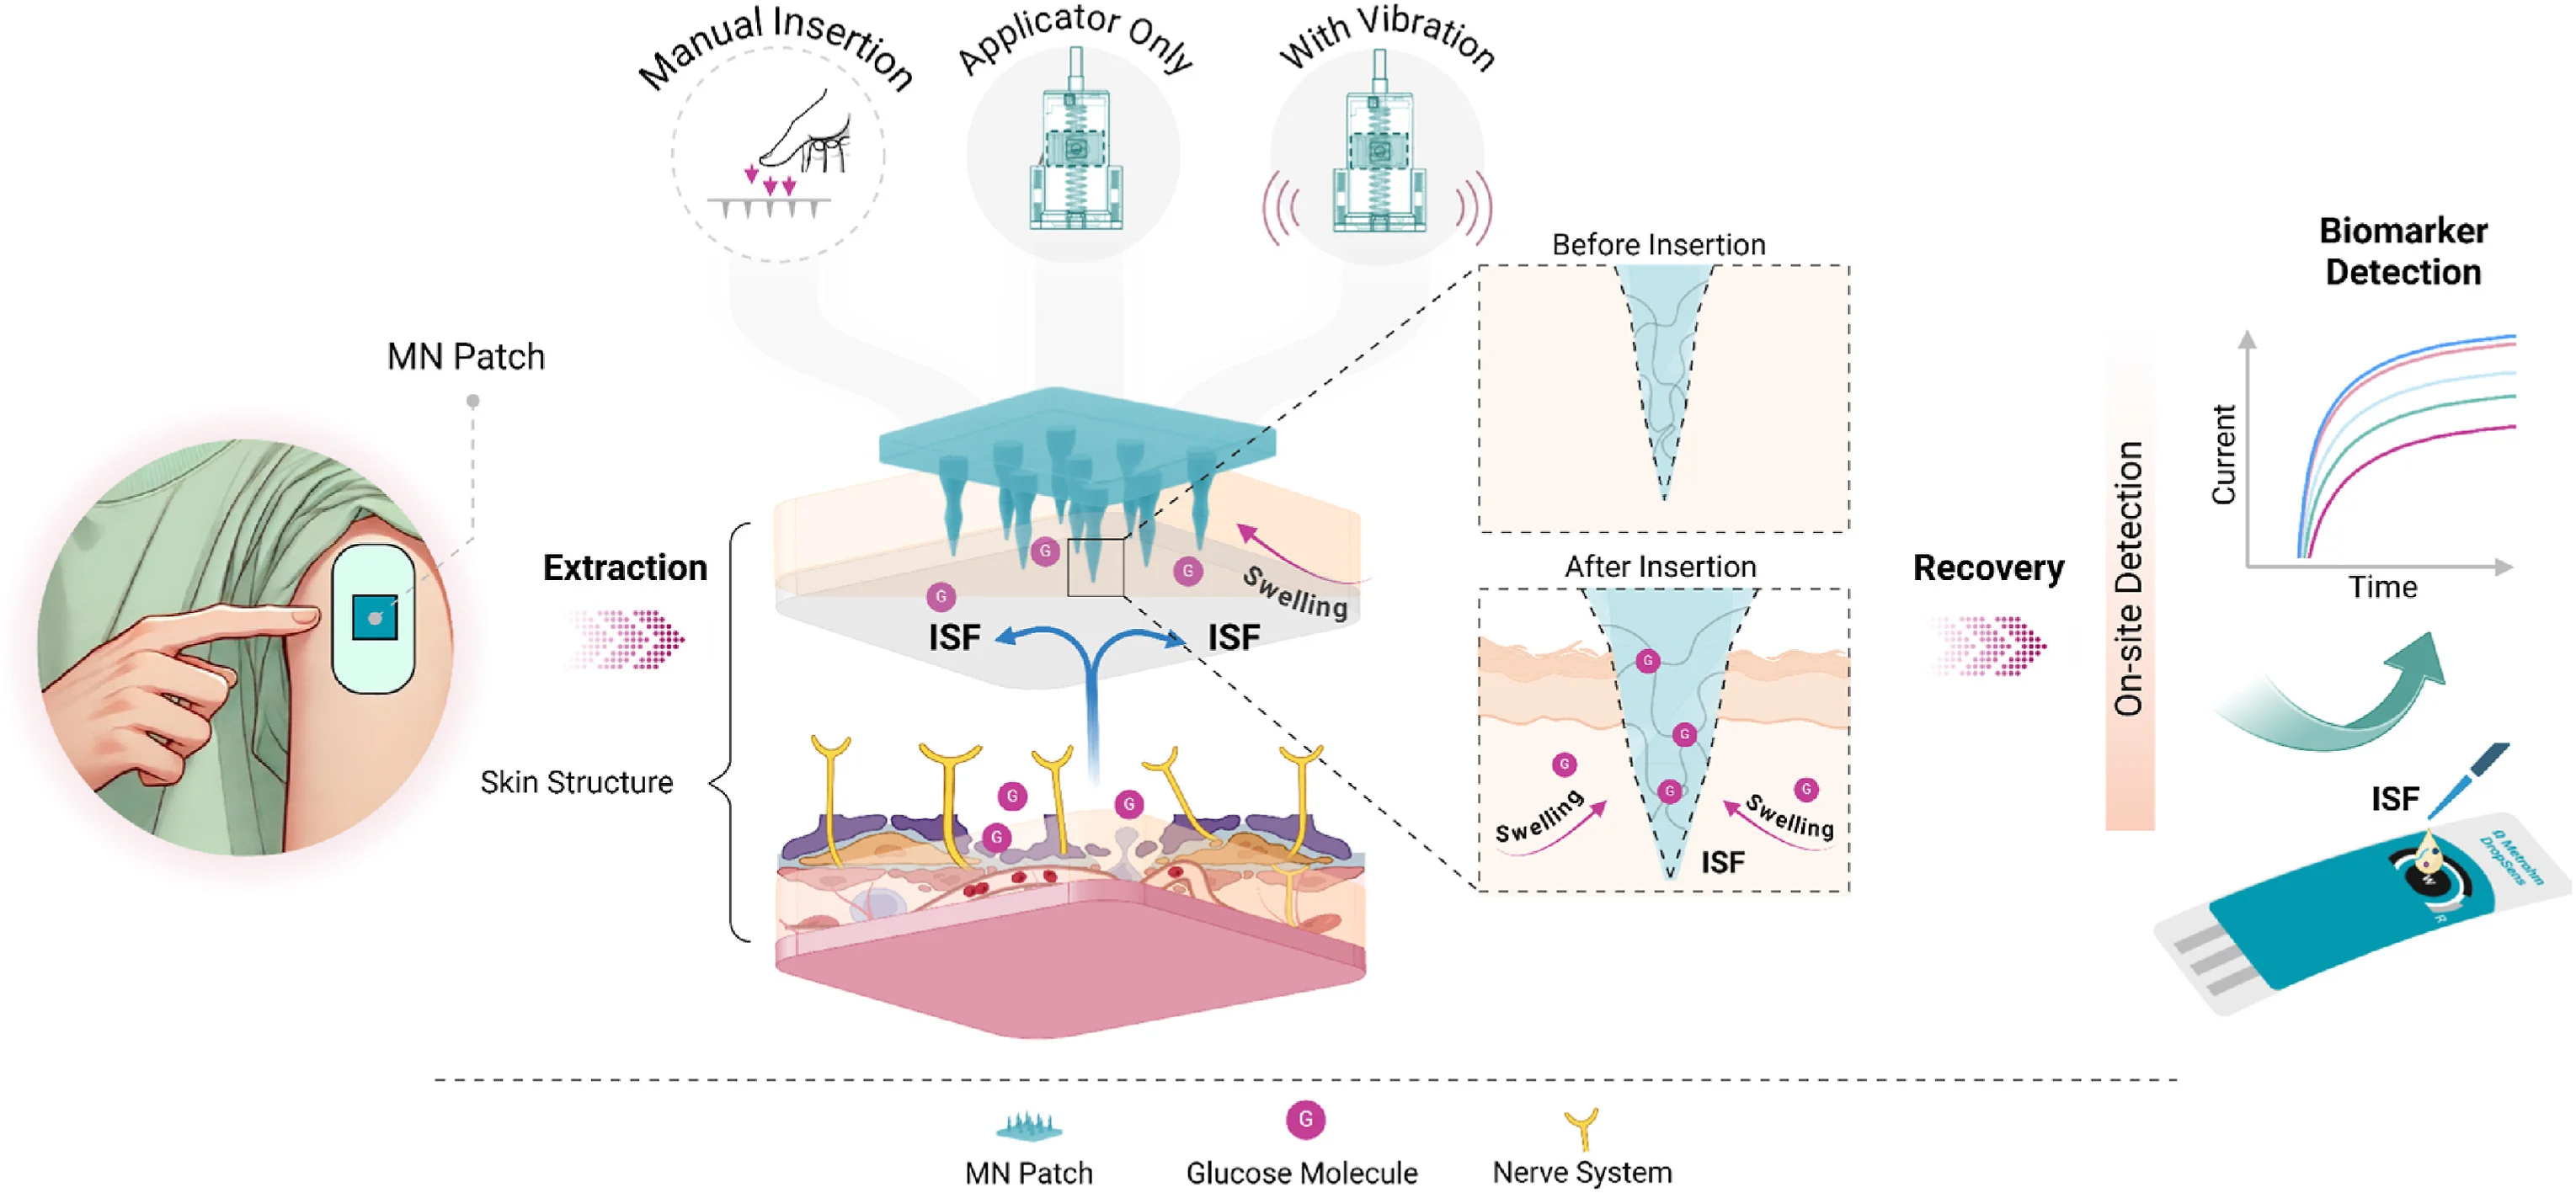 Manual Insertion
Applicator Only
With Vibration
MN Patch
Extraction
Skin Structure
G
G
G
Swelling
ISF
ISF
G
G
G
Before Insertion
After Insertion
G
G
G
G
G
Swelling
Swelling
ISF
Recovery
On-site Detection
Biomarker
Detection
Current
Time
ISF
W
R
Metrohm
DropSens
MN Patch
G
Glucose Molecule
Nerve System